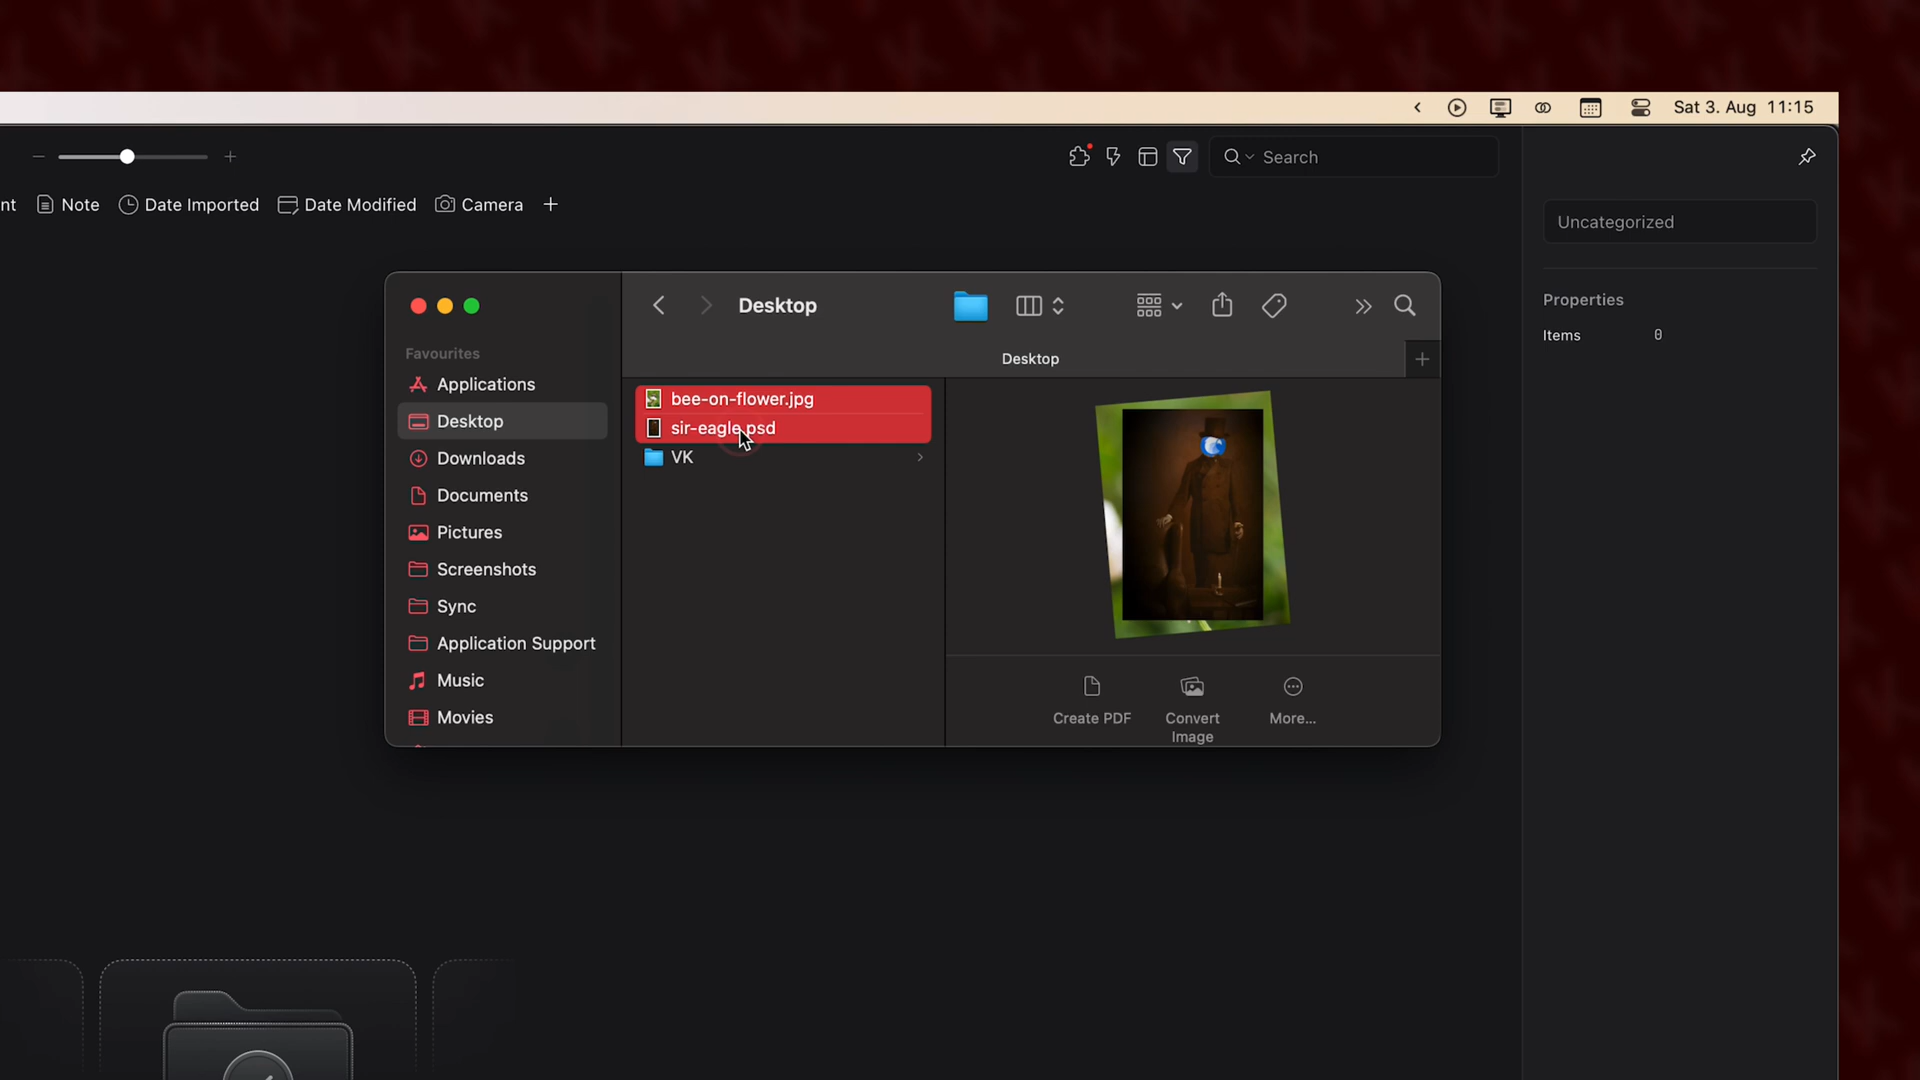 Sat 3. Aug 11:15
Search
nt Note Date Imported Date Modified Camera
Uncategorized
Properties
Items 0
Desktop
Desktop
Favourites
Applications
Desktop
Downloads
Documents
Pictures
Screenshots
Sync
Application Support
Music
Movies
bee-on-flower.jpg
sir-eagle.psd
VK
Create PDF
Convert
Image
More...